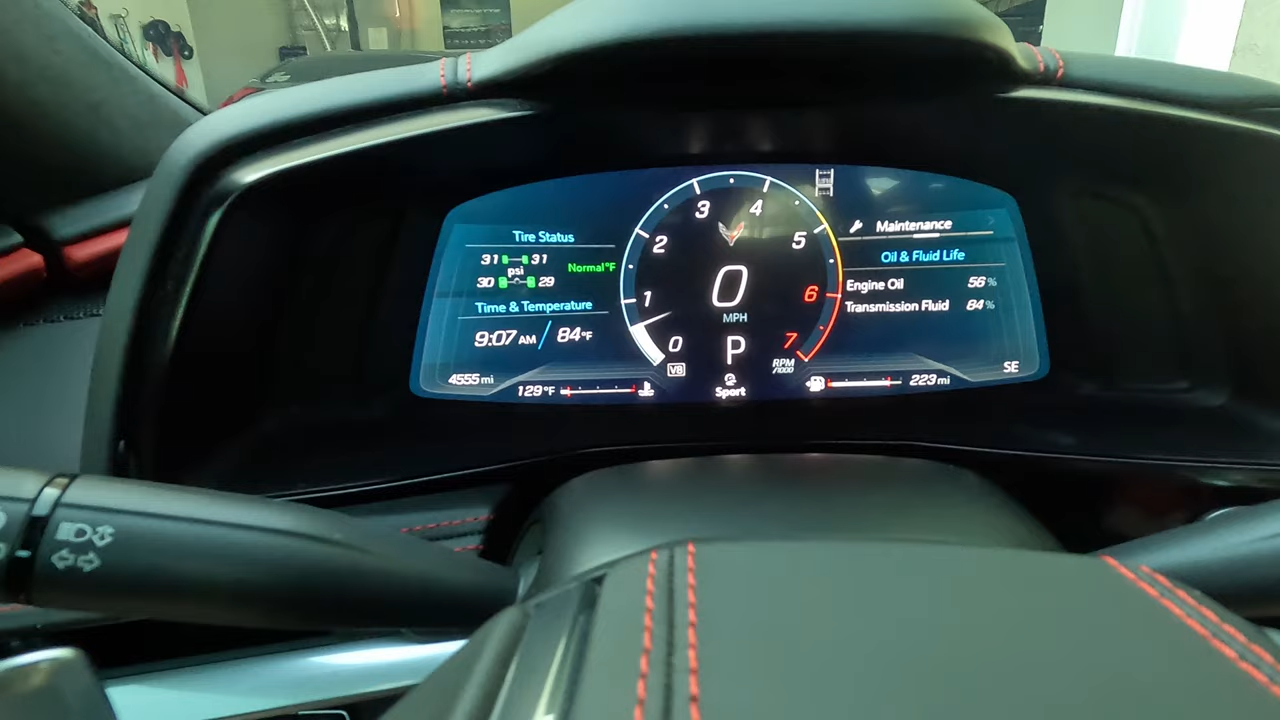 CORVETTE
Tire Status
31 31
psi
30 29
Normal°F
Time & Temperature
9:07 AM / 84°F
4555 mi
129°F
0
1
2
3
4
5
6
7
0
MPH
P
V8
RPM
/1000
Sport
Maintenance
Oil & Fluid Life
Engine Oil 56%
Transmission Fluid 84%
SE
223 mi